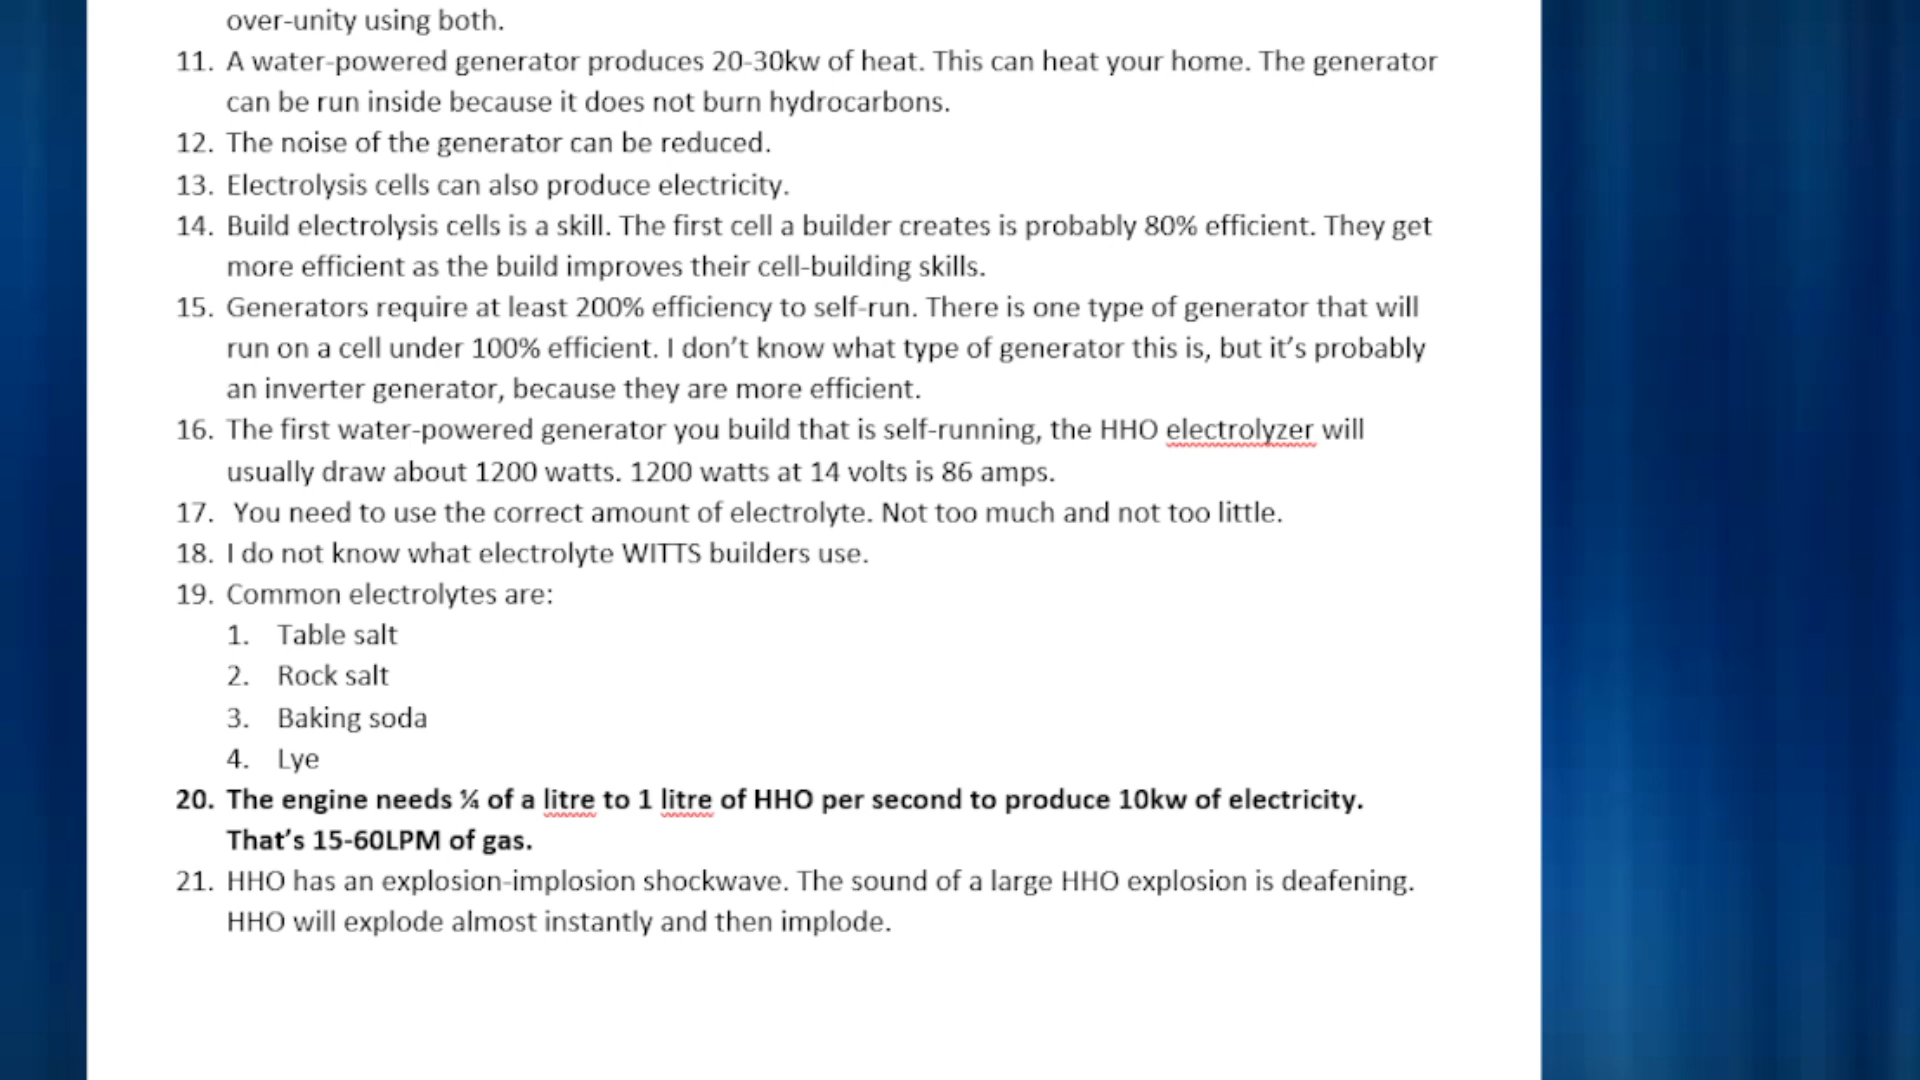 over-unity using both.
11. A water-powered generator produces 20-30kw of heat. This can heat your home. The generator
can be run inside because it does not burn hydrocarbons.
12. The noise of the generator can be reduced.
13. Electrolysis cells can also produce electricity.
14. Build electrolysis cells is a skill. The first cell a builder creates is probably 80% efficient. They get
more efficient as the build improves their cell-building skills.
15. Generators require at least 200% efficiency to self-run. There is one type of generator that will
run on a cell under 100% efficient. I don’t know what type of generator this is, but it’s probably
an inverter generator, because they are more efficient.
16. The first water-powered generator you build that is self-running, the HHO electrolyzer will
usually draw about 1200 watts. 1200 watts at 14 volts is 86 amps.
17. You need to use the correct amount of electrolyte. Not too much and not too little.
18. I do not know what electrolyte WITTS builders use.
19. Common electrolytes are:
1. Table salt
2. Rock salt
3. Baking soda
4. Lye
20. The engine needs ¼ of a litre to 1 litre of HHO per second to produce 10kw of electricity.
That’s 15-60LPM of gas.
21. HHO has an explosion-implosion shockwave. The sound of a large HHO explosion is deafening.
HHO will explode almost instantly and then implode.